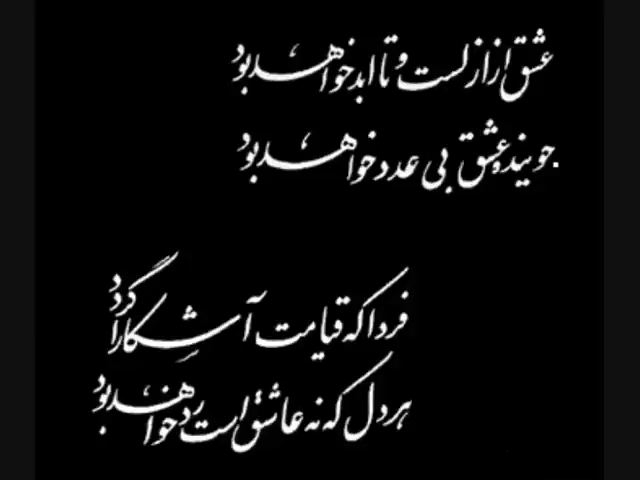 عشق از ازلست و تا ابد خواهد بود
جوینده عشق بی عدد خواهد بود
فردا که قیامت آشکارا گردد
هر دل که نه عاشق است رد خواهد بود